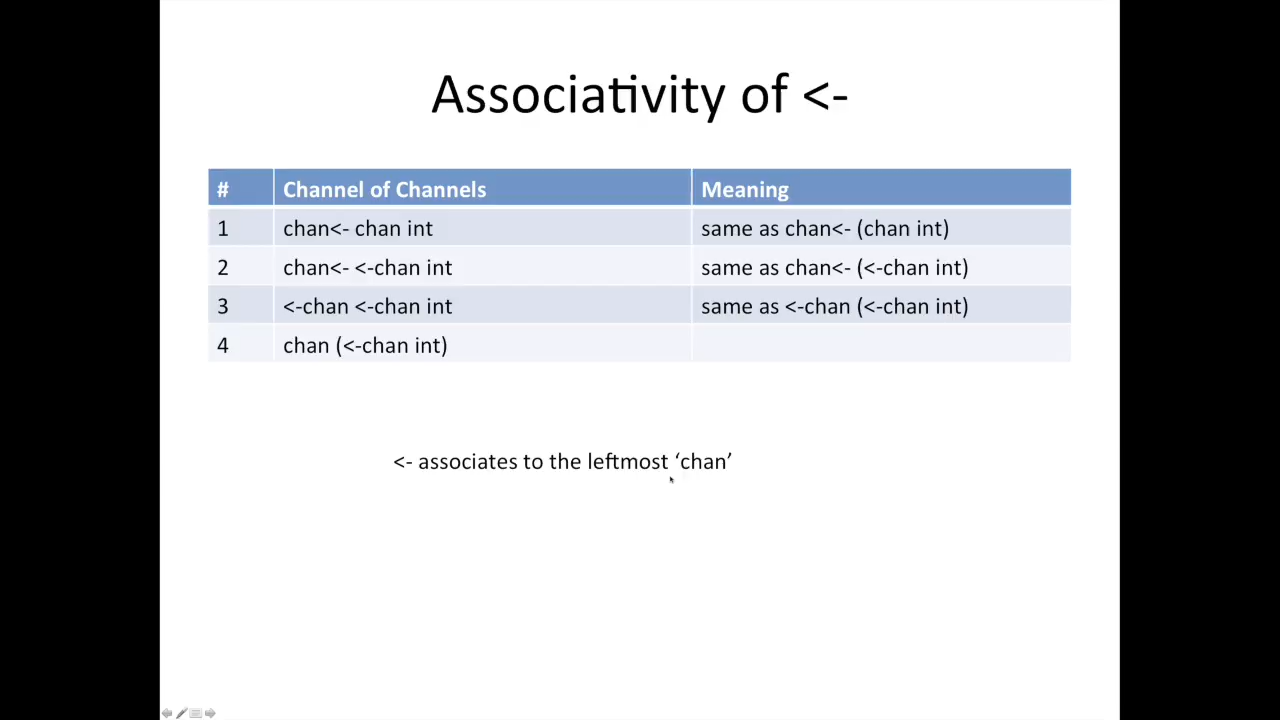 Associativity of <-
# Channel of Channels Meaning
1 chan<- chan int same as chan<- (chan int)
2 chan<- <-chan int same as chan<- (<-chan int)
3 <-chan <-chan int same as <-chan (<-chan int)
4 chan (<-chan int)
<- associates to the leftmost ‘chan’